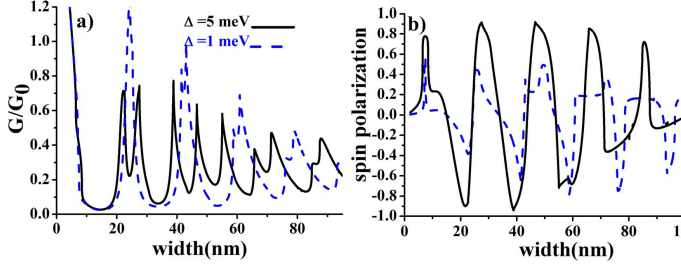 a)
Δ =5 meV
Δ =1 meV
G/G0
1.2
1.0
0.8
0.6
0.4
0.2
0.0
0 20 40 60 80
width(nm)
b)
spin polarization
1.0
0.8
0.6
0.4
0.2
0.0
-0.2
-0.4
-0.6
-0.8
-1.0
0 20 40 60 80 100
width(nm)